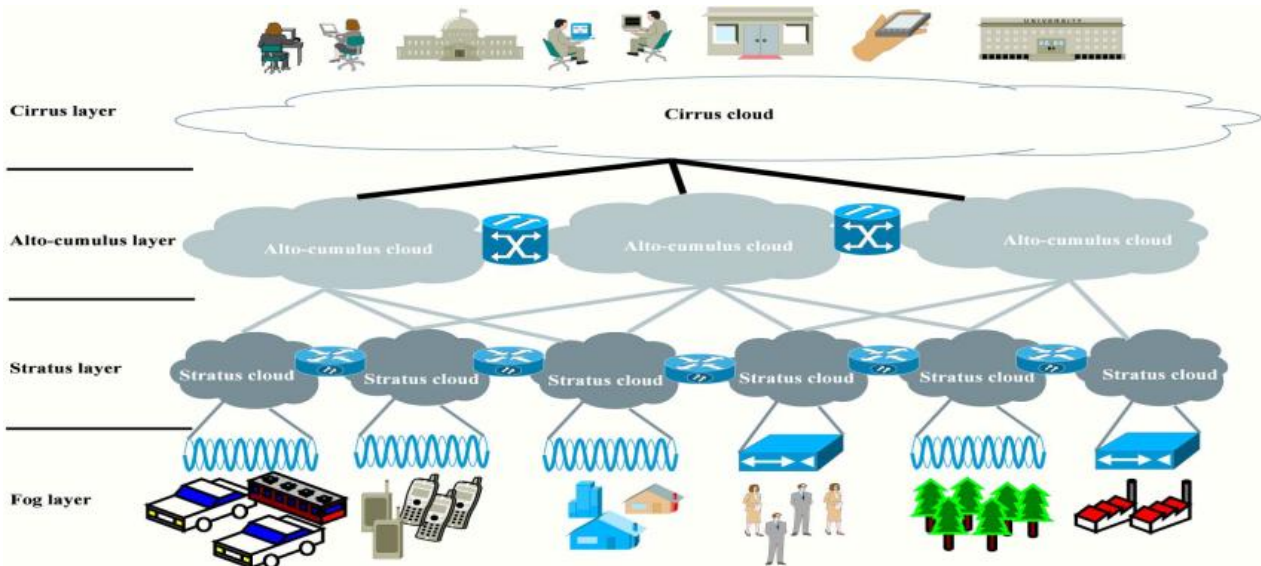 UNIVERSITY
Cirrus layer
Cirrus cloud
Alto-cumulus layer
Alto-cumulus cloud
Alto-cumulus cloud
Alto-cumulus cloud
Stratus layer
Stratus cloud
Stratus cloud
Stratus cloud
Stratus cloud
Stratus cloud
Stratus cloud
Fog layer